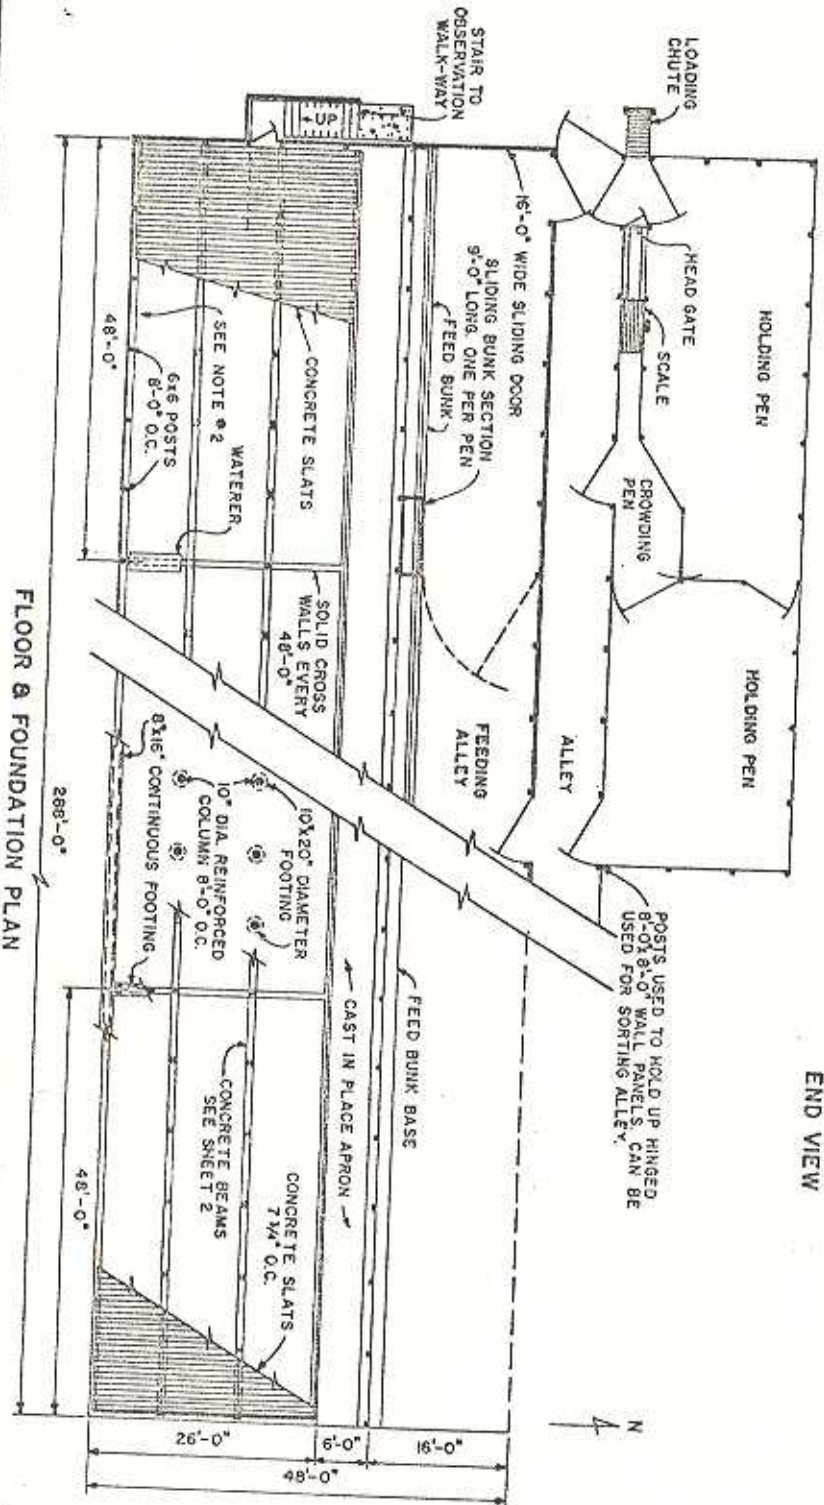 END VIEW
LOADING
CHUTE
HOLDING PEN
HEAD GATE
SCALE
CROWDING
PEN
HOLDING PEN
ALLEY
POSTS USED TO HOLD UP HINGED
8'-0"x 8'-0" WALL PANELS. CAN BE
USED FOR SORTING ALLEY.
STAIR TO
OBSERVATION
WALK-WAY
16'-0" WIDE SLIDING DOOR
SLIDING BUNK SECTION
9'-0" LONG. ONE PER PEN
FEED BUNK
FEEDING
ALLEY
N
UP
FEED BUNK BASE
CAST IN PLACE APRON
CONCRETE SLATS
SOLID CROSS
WALLS EVERY
48'-0"
10"x20" DIAMETER
FOOTING
10" DIA. REINFORCED
COLUMN 8'-0" O.C.
CONCRETE SLATS
7 3/4" O.C.
CONCRETE BEAMS
SEE SHEET 2
SEE NOTE #2
6x6 POSTS
8'-0" O.C.
WATERER
8"x16" CONTINUOUS FOOTING
48'-0"
48'-0"
288'-0"
16'-0"
6'-0"
26'-0"
48'-0"
FLOOR & FOUNDATION PLAN